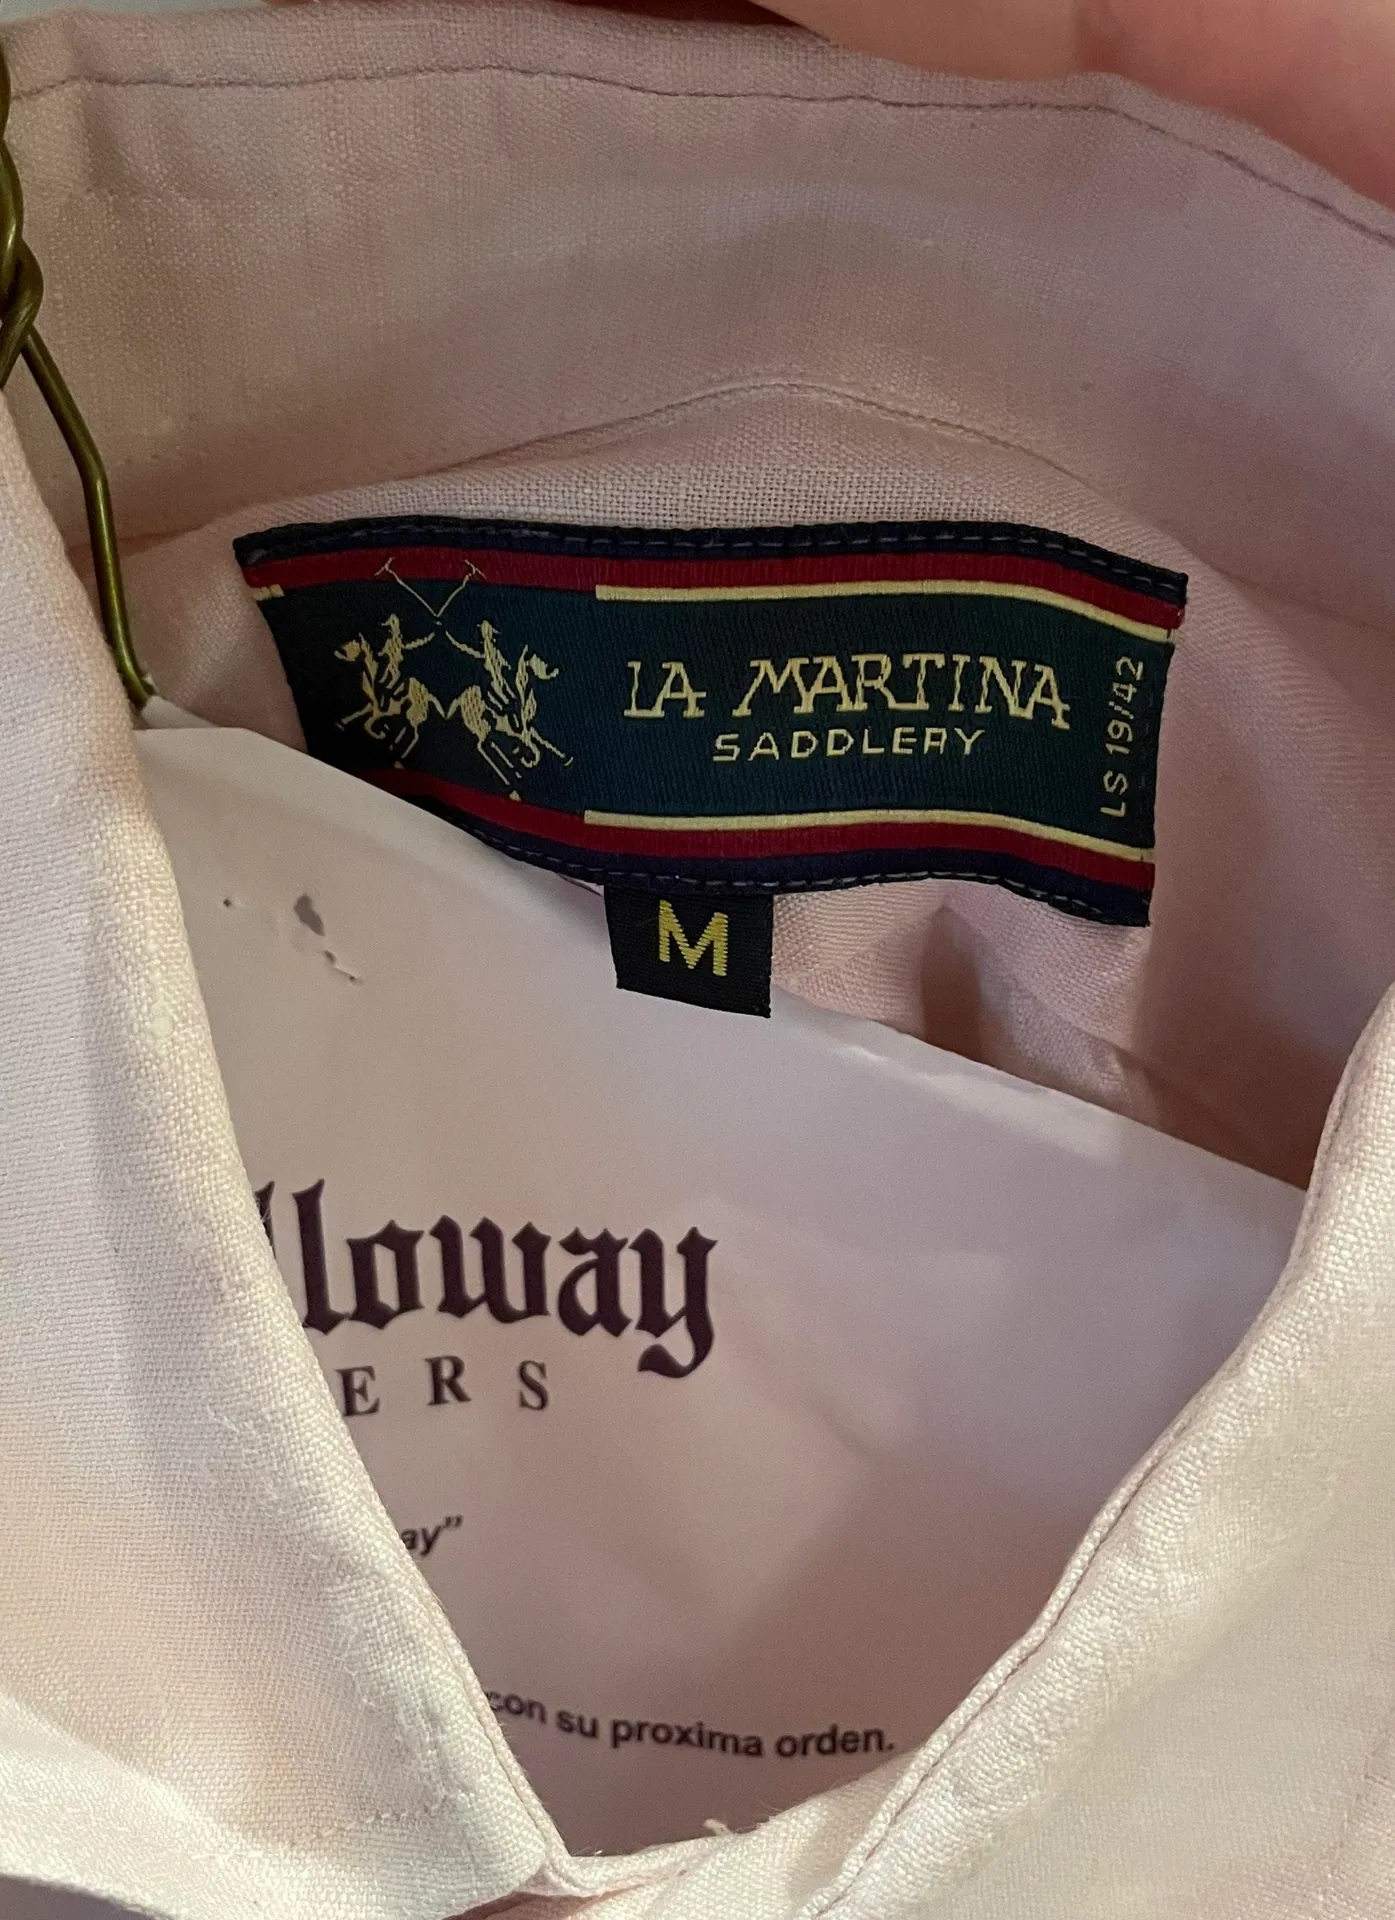 LA MARTINA
SADDLERY
LS 19/42
M
lloway
ERS
ay”
con su proxima orden.